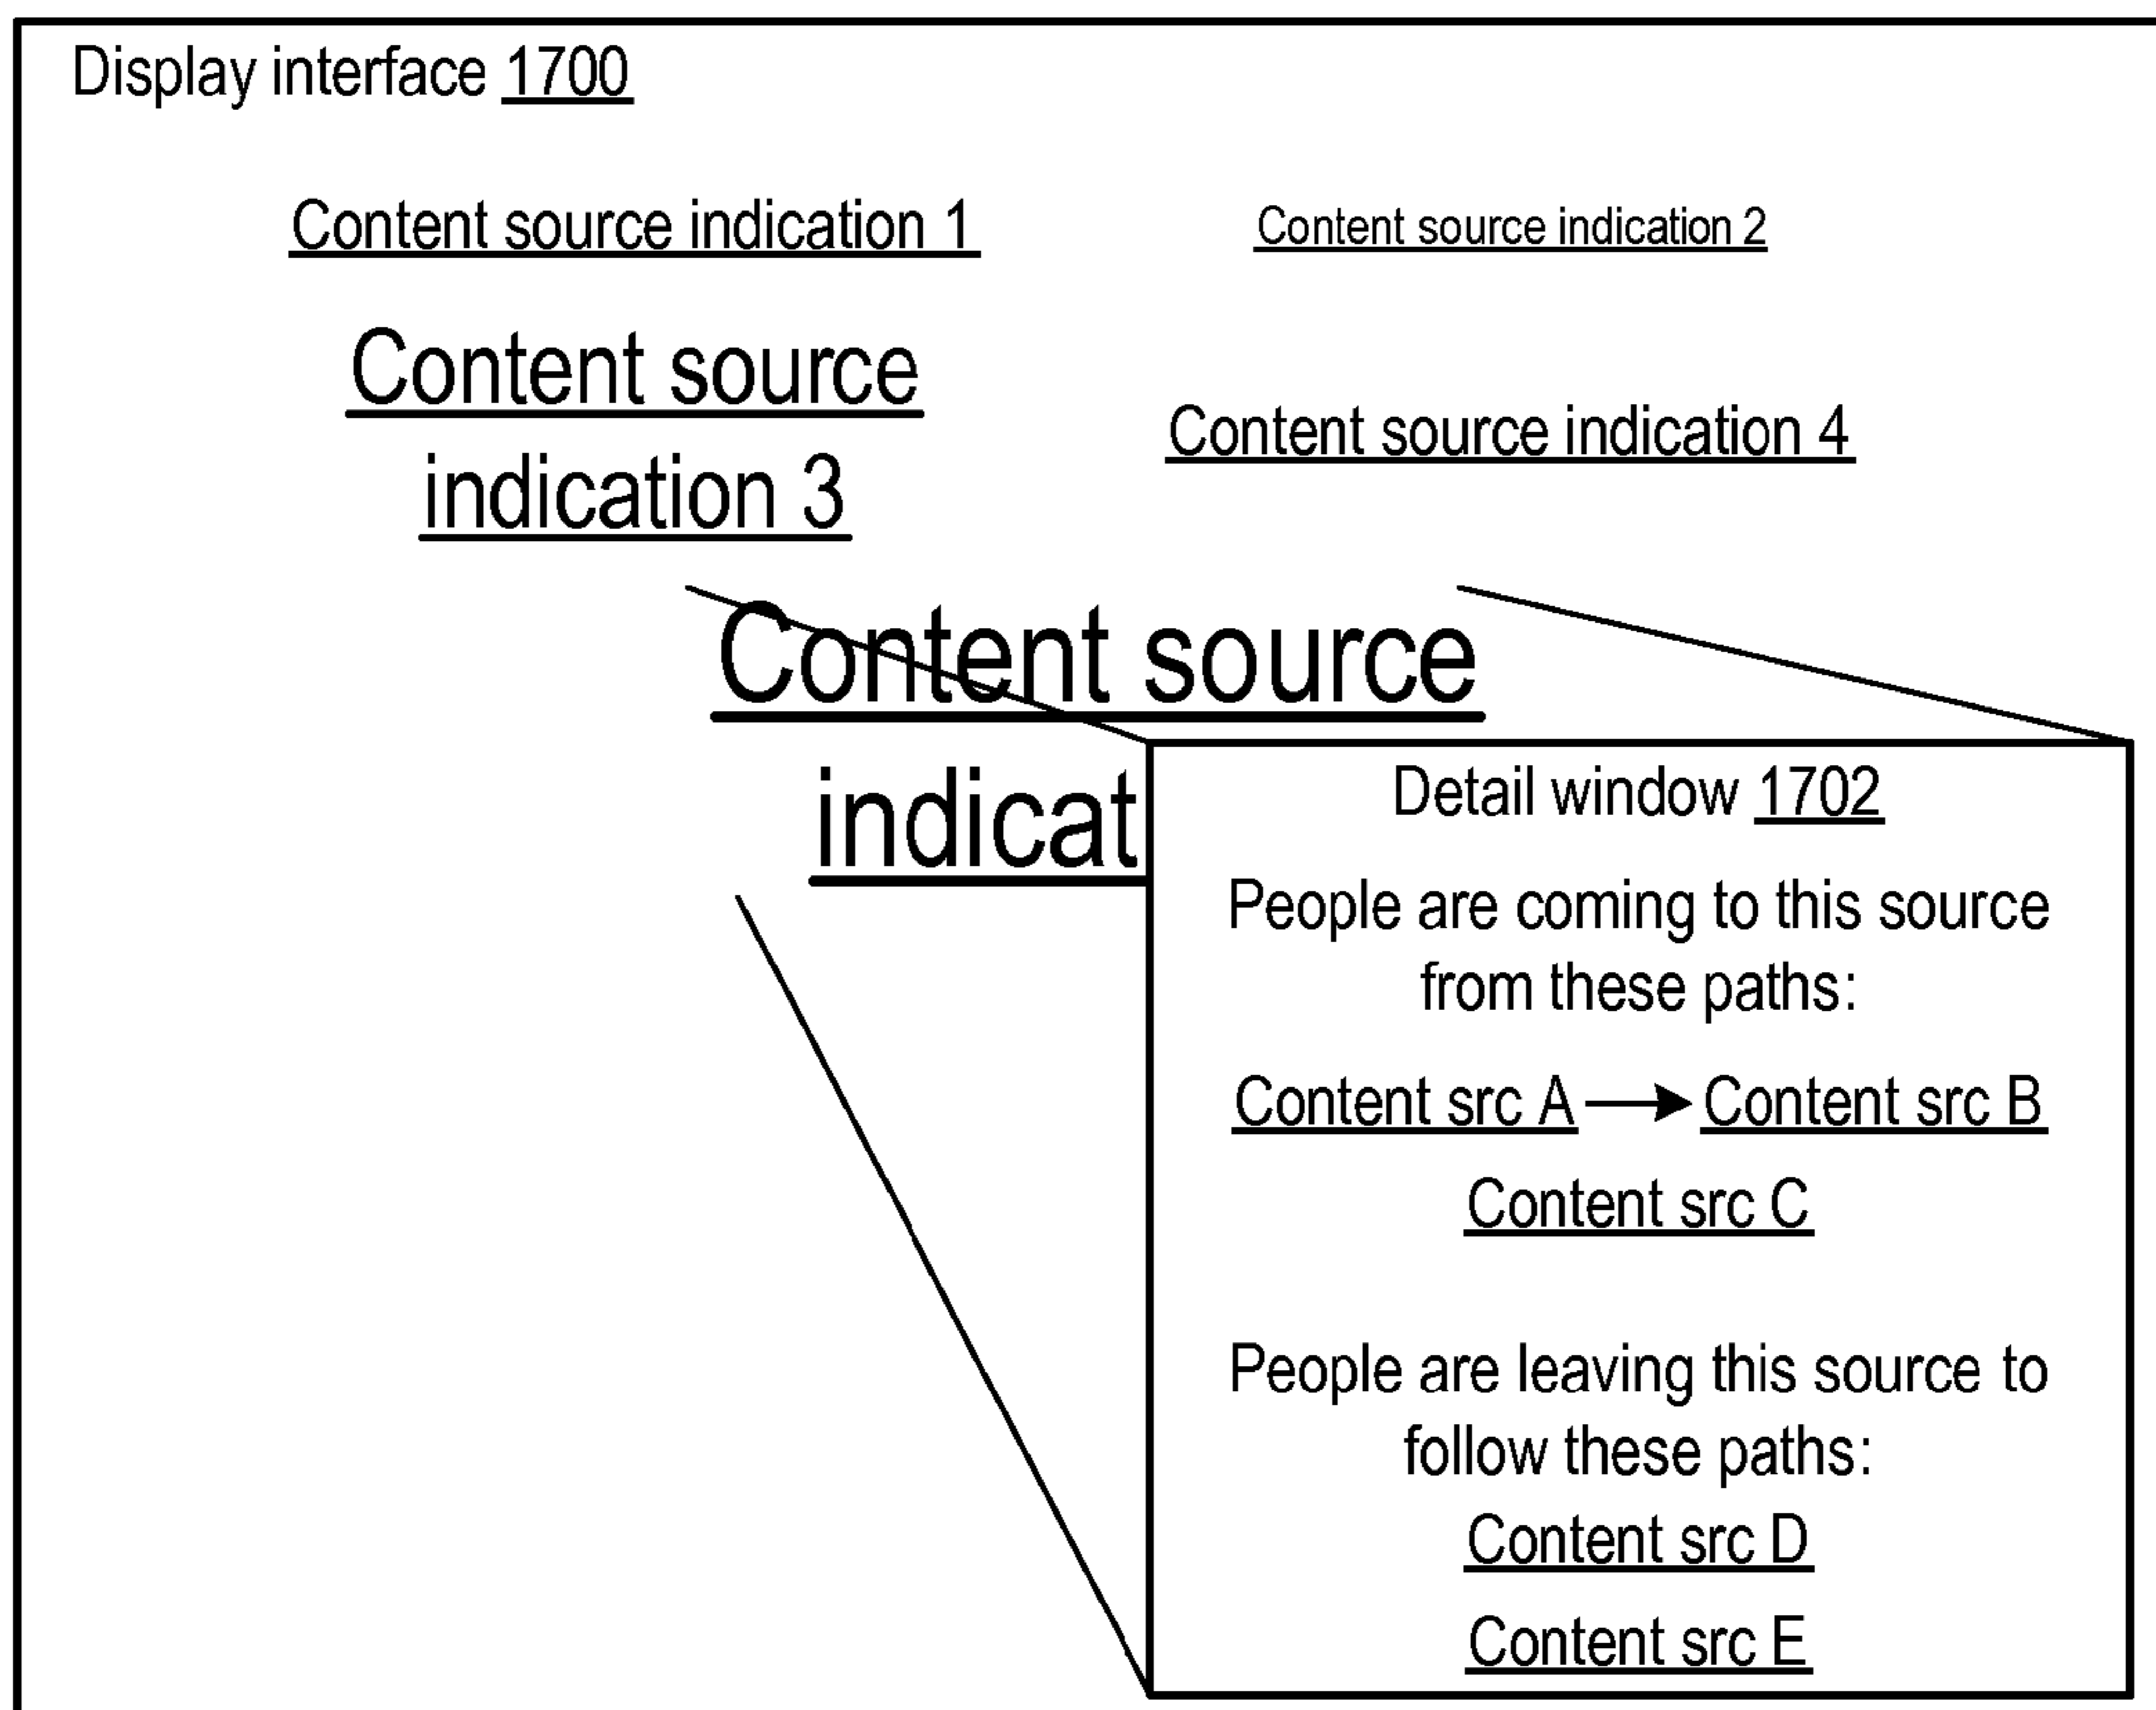 Display interface 1700
Content source indication 1
Content source indication 2
Content source
indication 3
Content source indication 4
Content source
indicat
Detail window 1702
People are coming to this source
from these paths:
Content src A
Content src B
Content src C
People are leaving this source to
follow these paths:
Content src D
Content src E